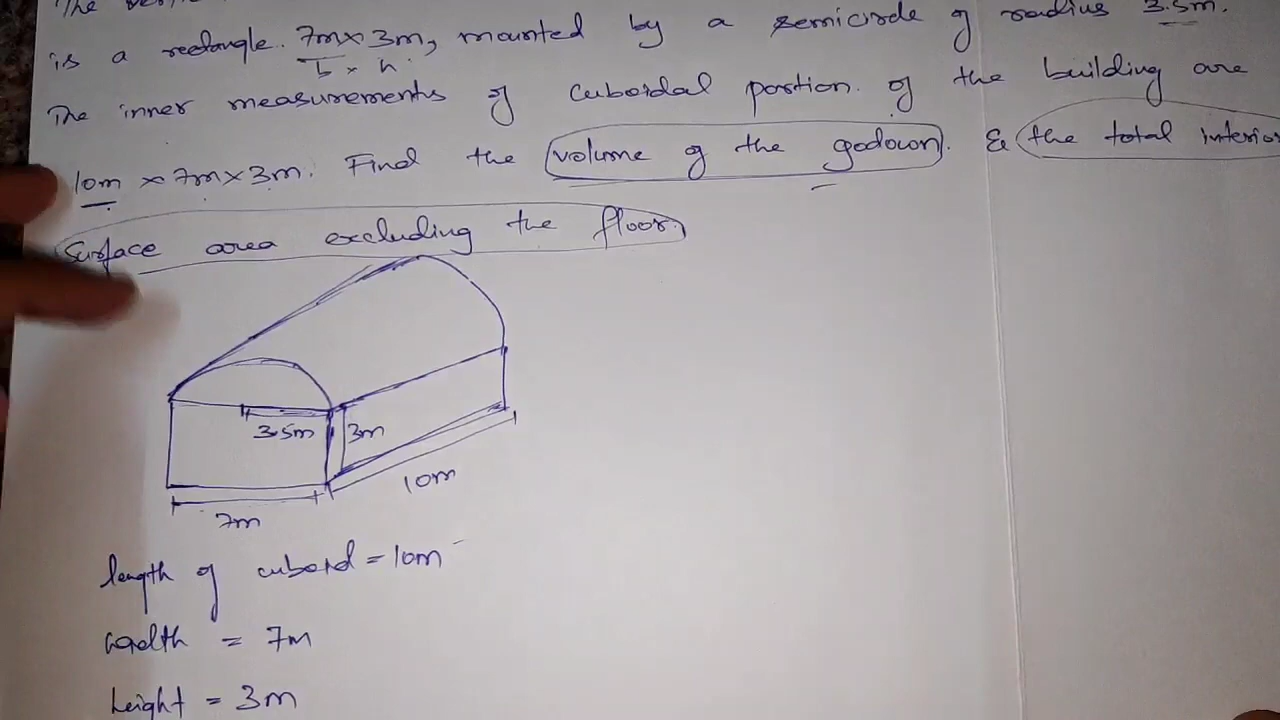 The
is a rectangle. 7m×3m, mounted by a semicircle of radius 3.5m.
b × h.
The inner measurements of cuboidal portion. of the building are
10m × 7m × 3m. Find the volume of the godown. & the total interior
Surface area excluding the floor.
3.5m
3m
10m
7m
length of cuboid = 10m
width = 7m
height = 3m